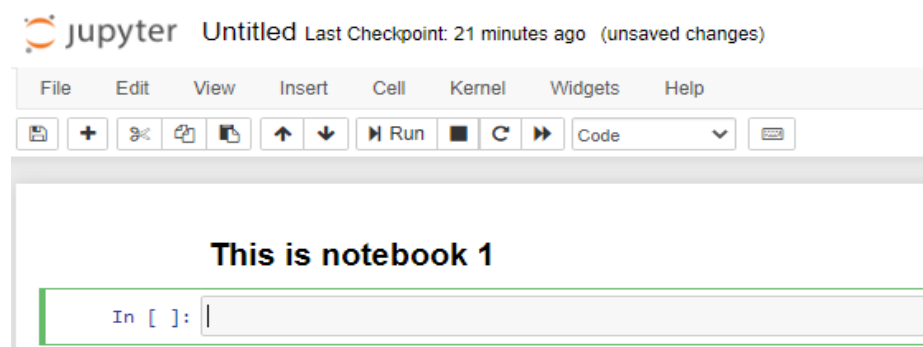 jupyter Untitled Last Checkpoint: 21 minutes ago (unsaved changes)
File Edit View Insert Cell Kernel Widgets Help
Run Code
This is notebook 1
In [ ]: